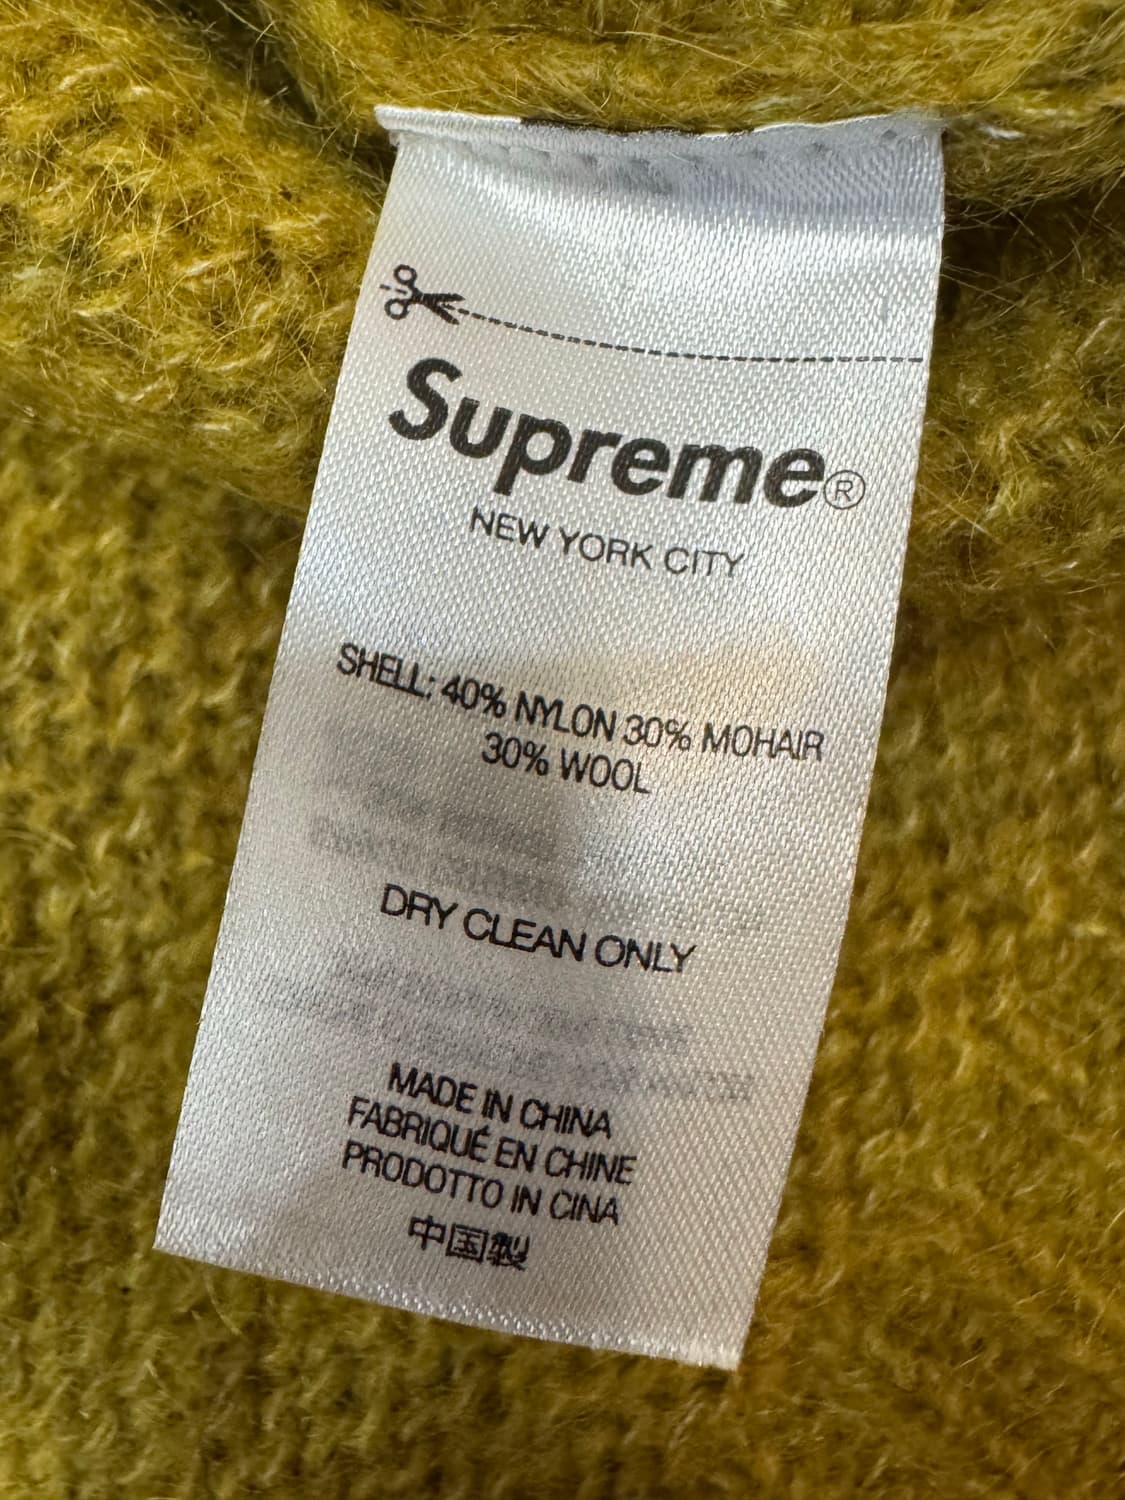 Supreme®
NEW YORK CITY
SHELL: 40% NYLON 30% MOHAIR
30% WOOL
DRY CLEAN ONLY
MADE IN CHINA
FABRIQUÉ EN CHINE
PRODOTTO IN CINA
中国製